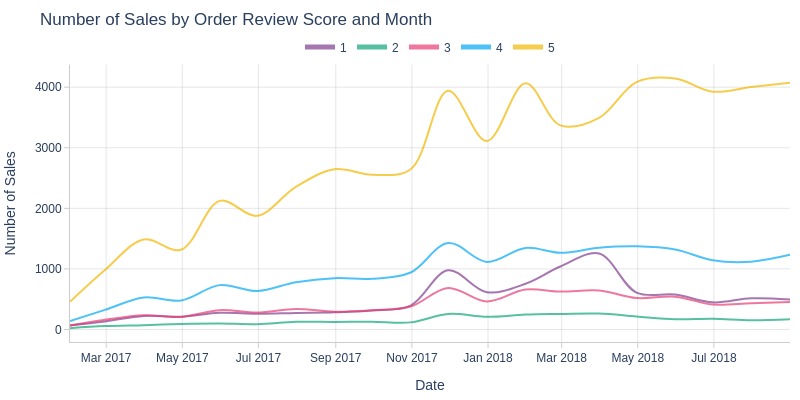 Number of Sales by Order Review Score and Month
1 2 3 4 5
4000
3000
2000
1000
0
Number of Sales
Mar 2017 May 2017 Jul 2017 Sep 2017 Nov 2017 Jan 2018 Mar 2018 May 2018 Jul 2018
Date